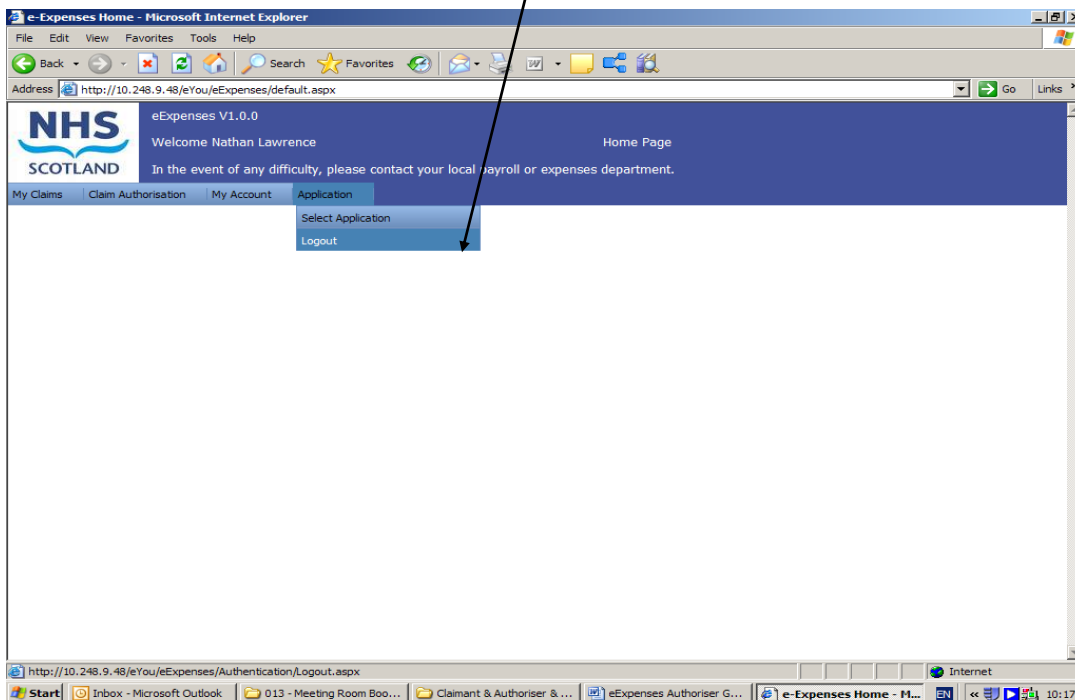 e-Expenses Home - Microsoft Internet Explorer
File Edit View Favorites Tools Help
Back Search Favorites
Address http://10.248.9.48/eYou/eExpenses/default.aspx Go Links
NHS
SCOTLAND
eExpenses V1.0.0
Welcome Nathan Lawrence Home Page
In the event of any difficulty, please contact your local payroll or expenses department.
My Claims Claim Authorisation My Account Application
Select Application
Logout
http://10.248.9.48/eYou/eExpenses/Authentication/Logout.aspx Internet
Start Inbox - Microsoft Outlook 013 - Meeting Room Boo... Claimant & Authoriser & ... eExpenses Authoriser G... e-Expenses Home - M... EN 10:17